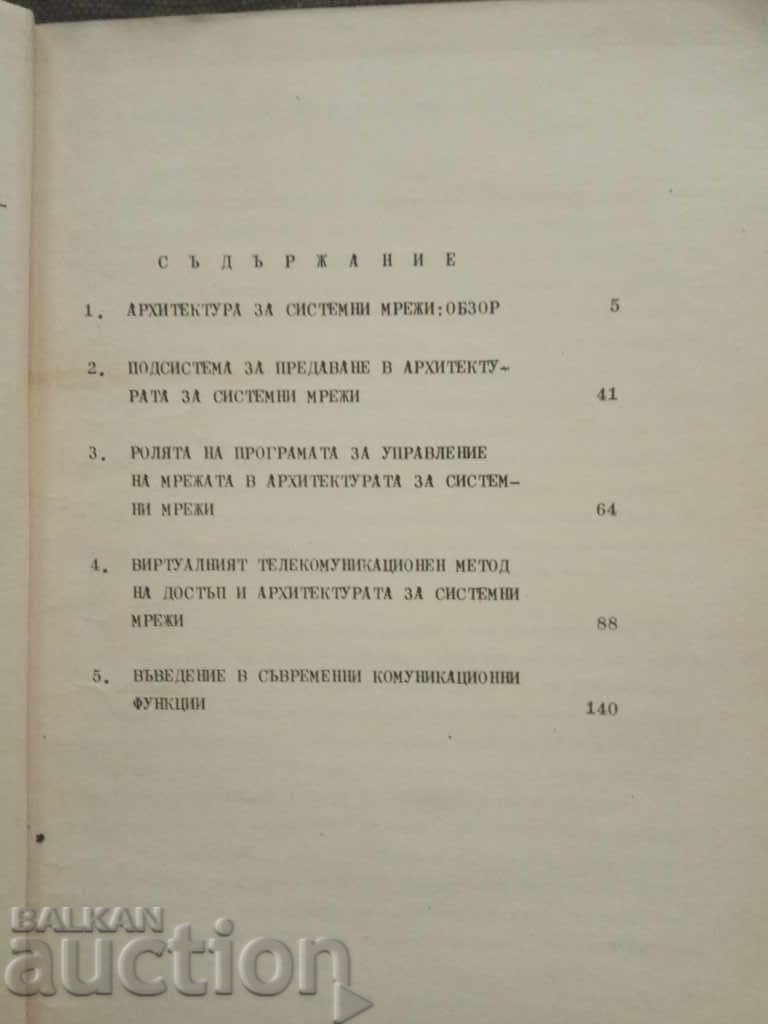 СЪДЪРЖАНИЕ
1. АРХИТЕКТУРА ЗА СИСТЕМНИ МРЕЖИ: ОБЗОР 5
2. ПОДСИСТЕМА ЗА ПРЕДАВАНЕ В АРХИТЕКТУ-
РАТА ЗА СИСТЕМНИ МРЕЖИ 41
3. РОЛЯТА НА ПРОГРАМАТА ЗА УПРАВЛЕНИЕ
НА МРЕЖАТА В АРХИТЕКТУРАТА ЗА СИСТЕМ-
НИ МРЕЖИ 64
4. ВИРТУАЛНИЯТ ТЕЛЕКОМУНИКАЦИОНЕН МЕТОД
НА ДОСТЪП И АРХИТЕКТУРАТА ЗА СИСТЕМНИ
МРЕЖИ 88
5. ВЪВЕДЕНИЕ В СЪВРЕМЕННИ КОМУНИКАЦИОННИ
ФУНКЦИИ 140
BALKAN
auction